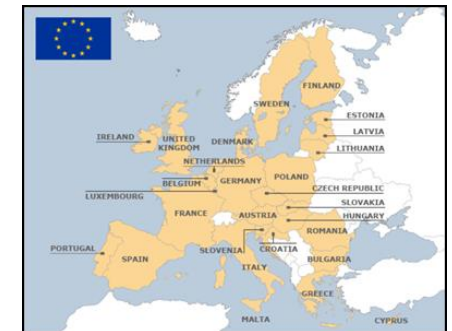 FINLAND
SWEDEN
ESTONIA
LATVIA
LITHUANIA
IRELAND
UNITED
KINGDOM
DENMARK
NETHERLANDS
BELGIUM
LUXEMBOURG
GERMANY
POLAND
CZECH REPUBLIC
SLOVAKIA
HUNGARY
FRANCE
AUSTRIA
ROMANIA
PORTUGAL
SPAIN
SLOVENIA
CROATIA
ITALY
BULGARIA
GREECE
MALTA
CYPRUS